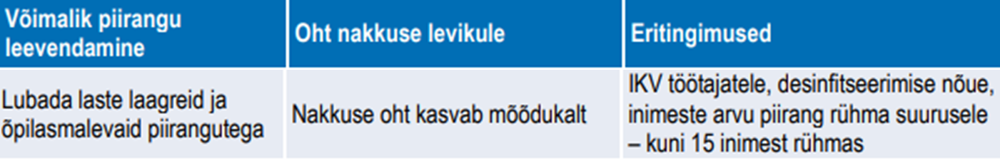 Võimalik piirangu
leevendamine
Oht nakkuse levikule
Eritingimused
Lubada laste laagreid ja
õpilasmalevaid piirangutega
Nakkuse oht kasvab mõõdukalt
IKV töötajatele, desinfitseerimise nõue,
inimeste arvu piirang rühma suurusele
– kuni 15 inimest rühmas